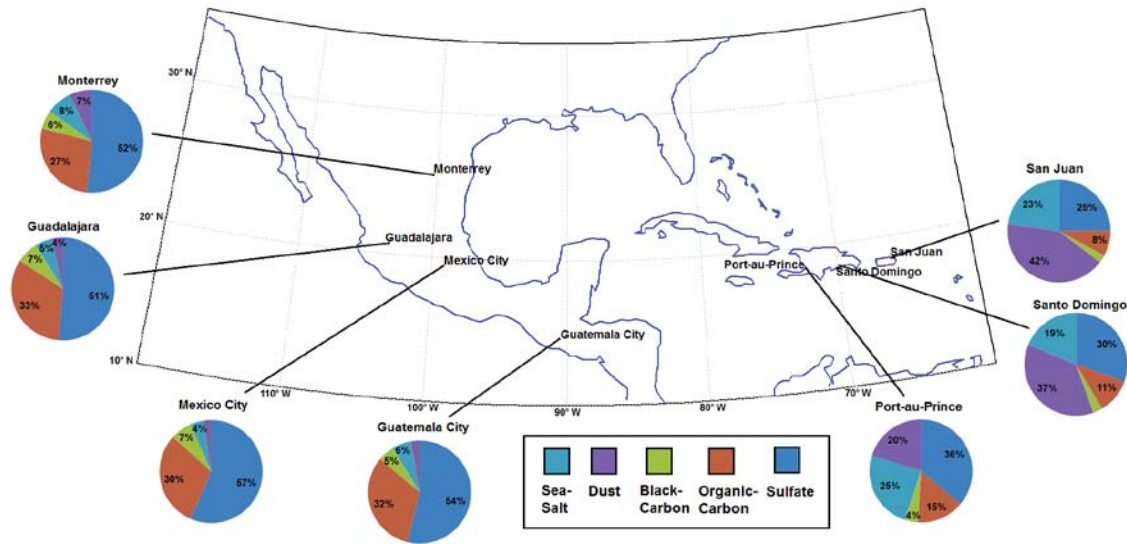 Monterrey
7%
8%
6%
52%
27%
30° N
Monterrey
San Juan
23%
25%
8%
42%
Guadalajara
4%
5%
7%
51%
33%
20° N
Guadalajara
Mexico City
Port-au-Prince
San Juan
Santo Domingo
Guatemala City
Santo Domingo
19%
30%
11%
37%
10° N
110° W
100° W
90° W
80° W
70° W
Mexico City
4%
7%
30%
57%
Guatemala City
6%
5%
32%
54%
Port-au-Prince
20%
36%
25%
15%
4%
Sea-
Salt
Dust
Black-
Carbon
Organic-
Carbon
Sulfate